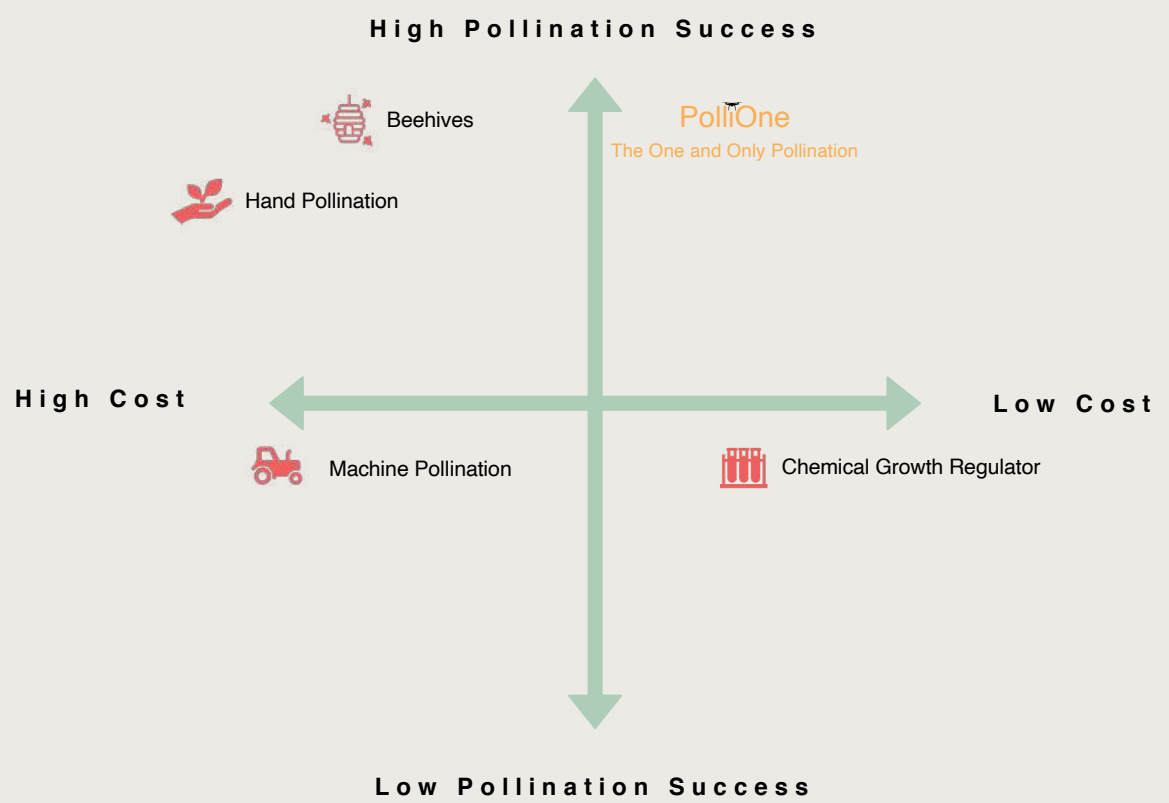 High Pollination Success
PolliOne
Beehives
The One and Only Pollination
Hand Pollination
High Cost
Low Cost
Machine Pollination
Chemical Growth Regulator
Low Pollination Success